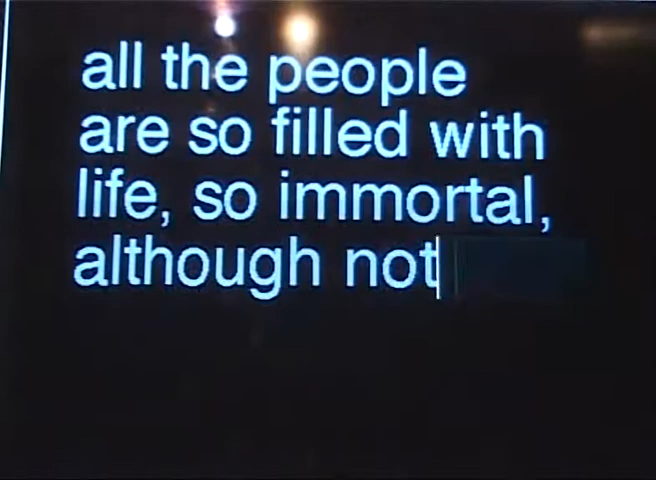 all the people
are so filled with
life, so immortal,
although not